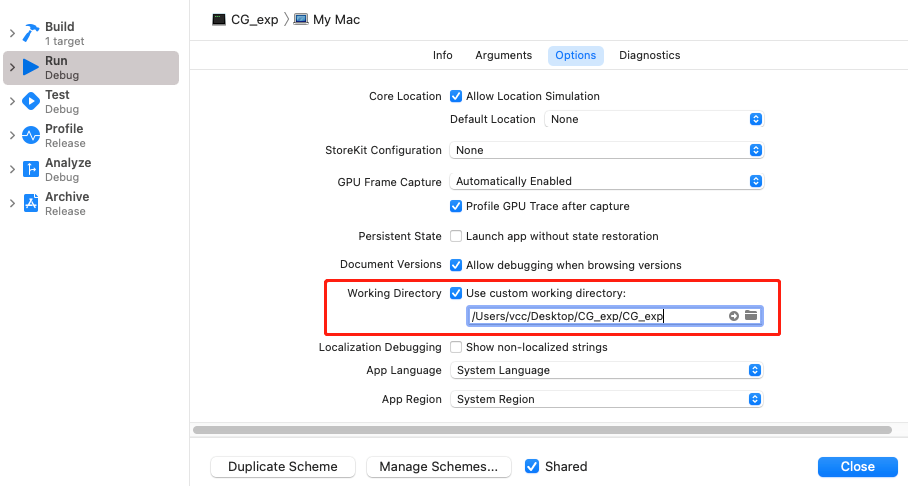 CG_exp 〉 My Mac
Build
1 target
Run
Debug
Test
Debug
Profile
Release
Analyze
Debug
Archive
Release
Info Arguments Options Diagnostics
Core Location Allow Location Simulation
Default Location None
StoreKit Configuration None
GPU Frame Capture Automatically Enabled
Profile GPU Trace after capture
Persistent State Launch app without state restoration
Document Versions Allow debugging when browsing versions
Working Directory Use custom working directory:
/Users/vcc/Desktop/CG_exp/CG_exp
Localization Debugging Show non-localized strings
App Language System Language
App Region System Region
Duplicate Scheme Manage Schemes... Shared Close